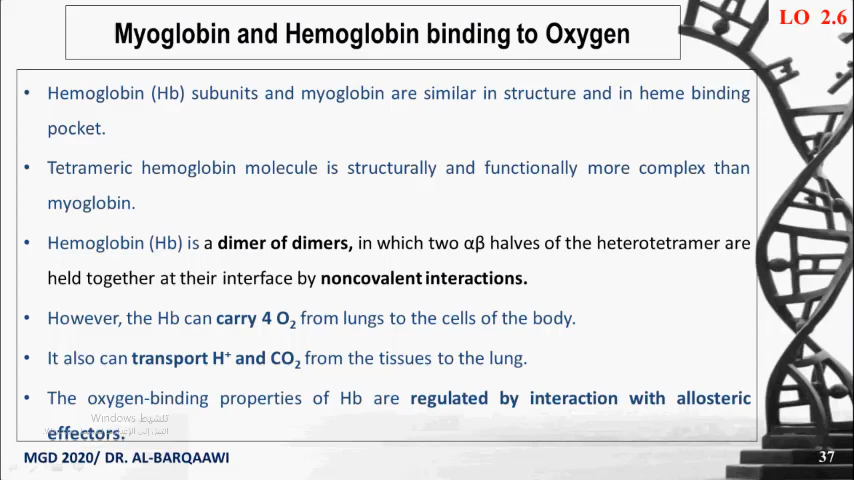 LO 2.6
Myoglobin and Hemoglobin binding to Oxygen
• Hemoglobin (Hb) subunits and myoglobin are similar in structure and in heme binding
pocket.
• Tetrameric hemoglobin molecule is structurally and functionally more complex than
myoglobin.
• Hemoglobin (Hb) is a dimer of dimers, in which two αβ halves of the heterotetramer are
held together at their interface by noncovalent interactions.
• However, the Hb can carry 4 O₂ from lungs to the cells of the body.
• It also can transport H⁺ and CO₂ from the tissues to the lung.
• The oxygen-binding properties of Hb are regulated by interaction with allosteric
تنشيط Windows
effectors.
MGD 2020/ DR. AL-BARQAAWI
37